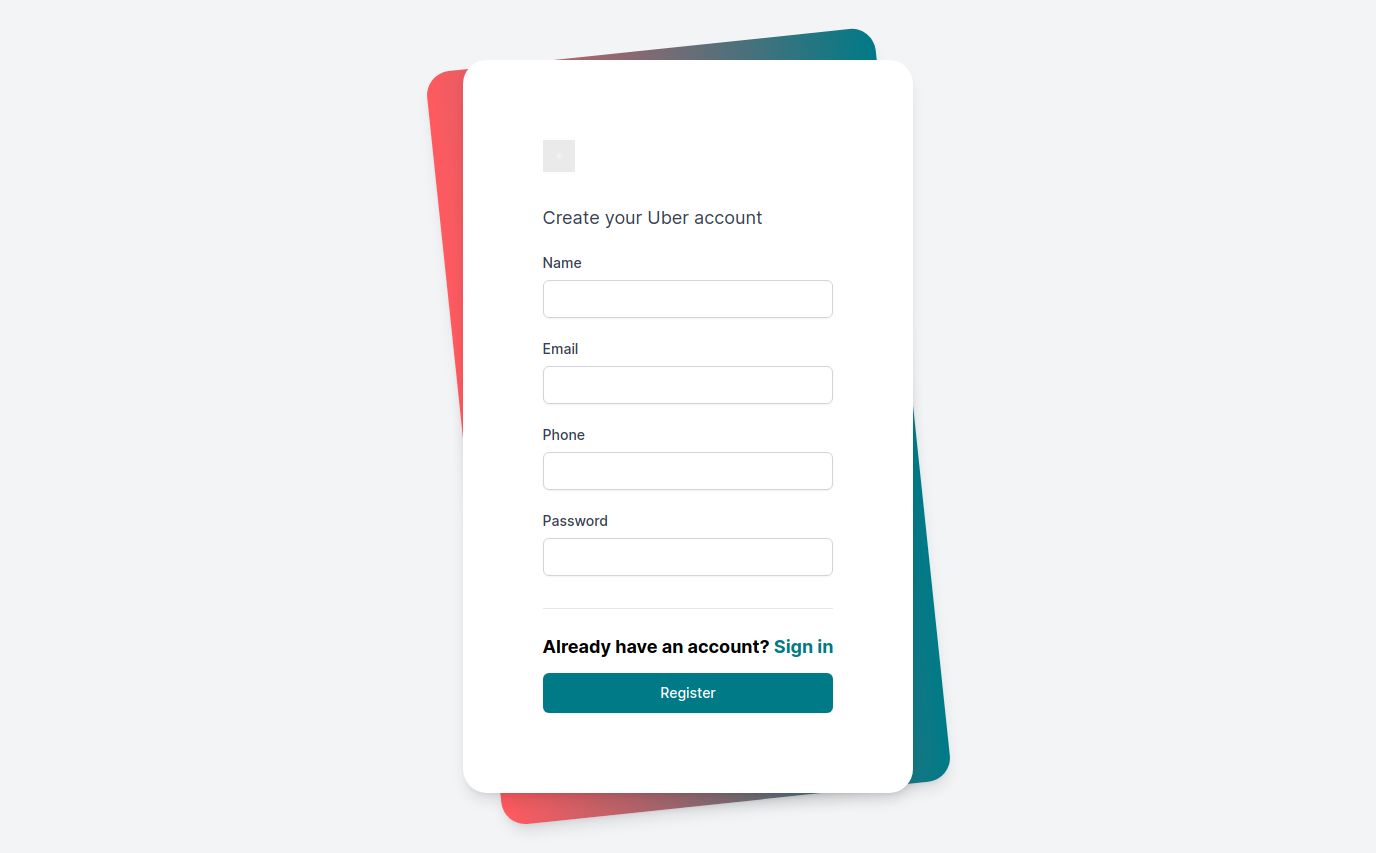 Create your Uber account
Name
Email
Phone
Password
Already have an account? Sign in
Register